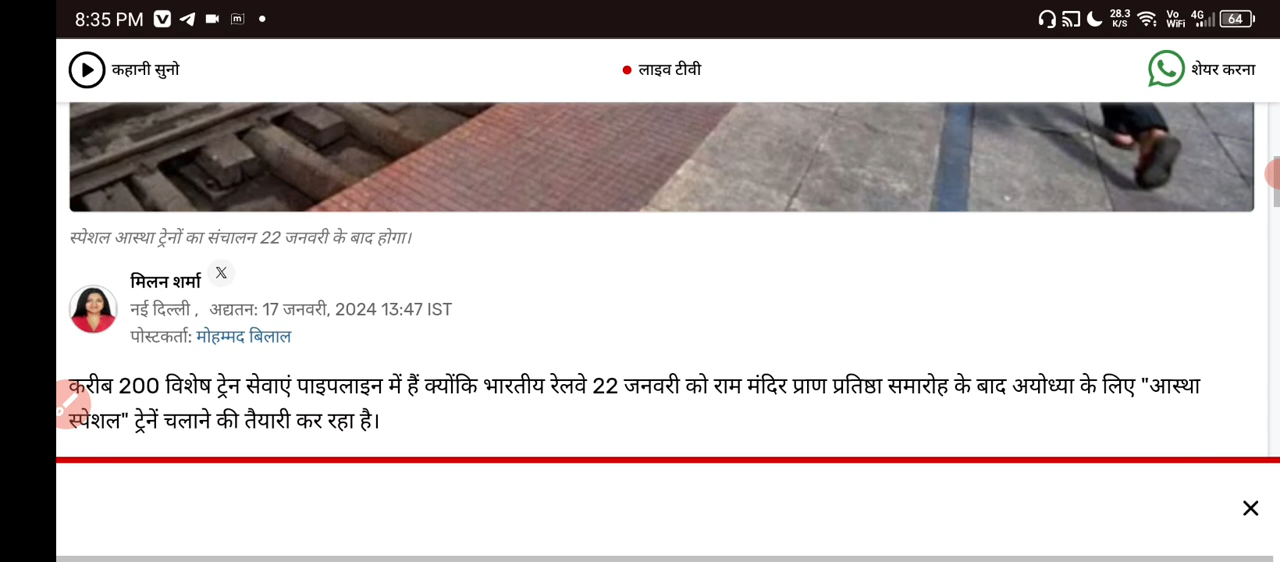 8:35 PM
28.3
K/S
Vo
WiFi
4G
64
कहानी सुनो
लाइव टीवी
शेयर करना
स्पेशल आस्था ट्रेनों का संचालन 22 जनवरी के बाद होगा।
मिलन शर्मा
नई दिल्ली , अद्यतन: 17 जनवरी, 2024 13:47 IST
पोस्टकर्ता: मोहम्मद बिलाल
करीब 200 विशेष ट्रेन सेवाएं पाइपलाइन में हैं क्योंकि भारतीय रेलवे 22 जनवरी को राम मंदिर प्राण प्रतिष्ठा समारोह के बाद अयोध्या के लिए "आस्था
स्पेशल" ट्रेनें चलाने की तैयारी कर रहा है।